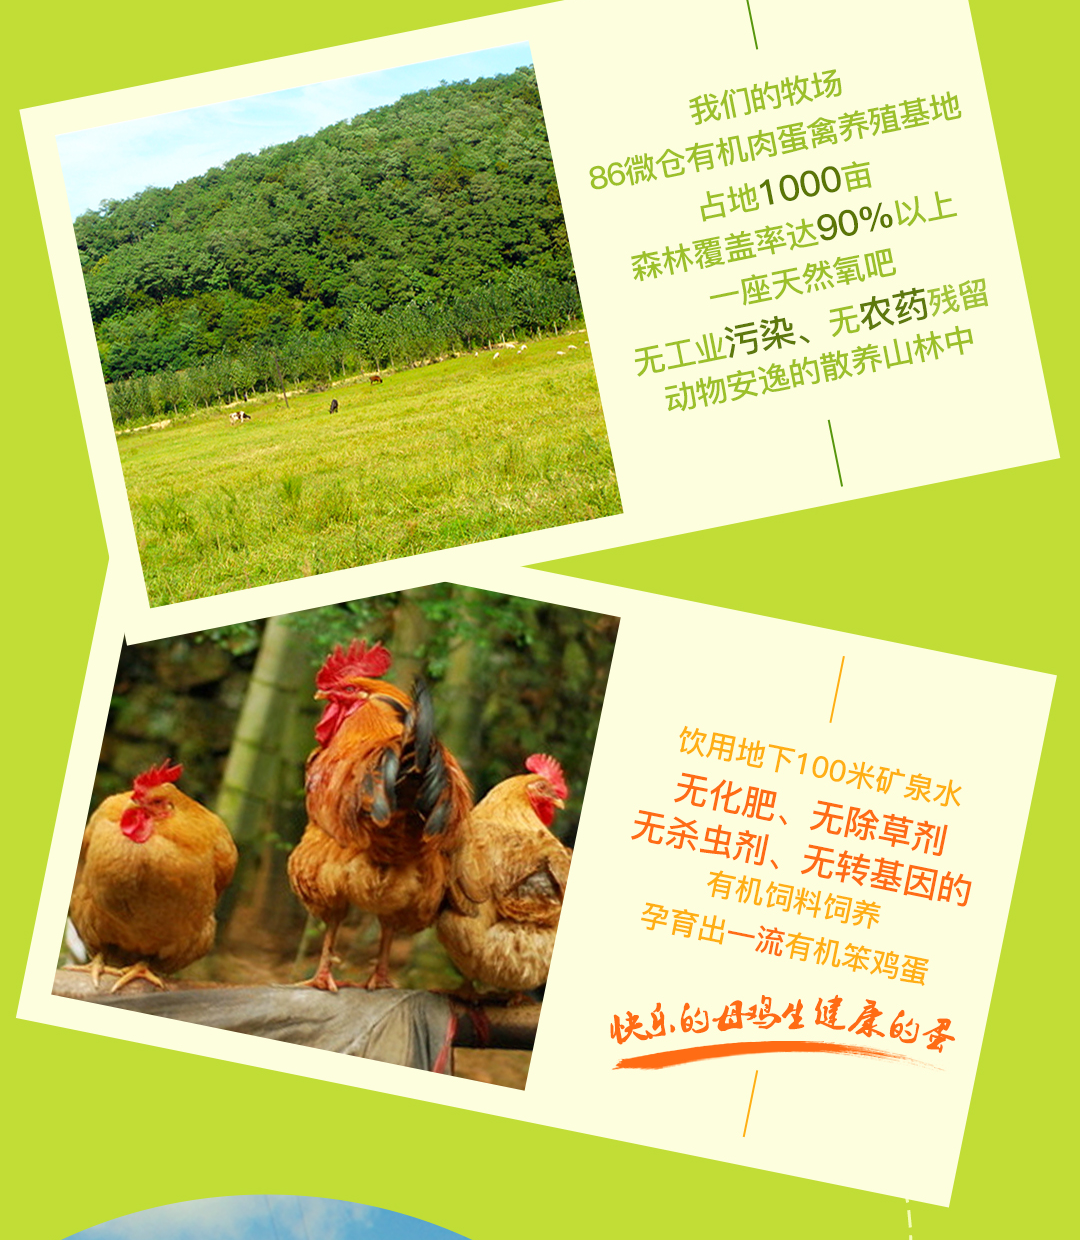 我们的牧场
86微仓有机肉蛋禽养殖基地
占地1000亩
森林覆盖率达90%以上
一座天然氧吧
无工业污染、无农药残留
动物安逸的散养山林中
饮用地下100米矿泉水
无化肥、无除草剂
无杀虫剂、无转基因的
有机饲料饲养
孕育出一流有机笨鸡蛋
快乐的母鸡生健康的蛋